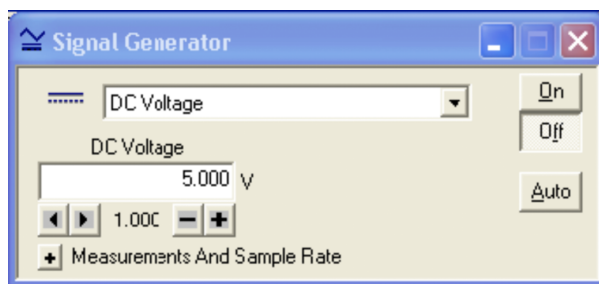 Signal Generator
DC Voltage
On
Off
DC Voltage
5.000 V
Auto
1.000
Measurements And Sample Rate